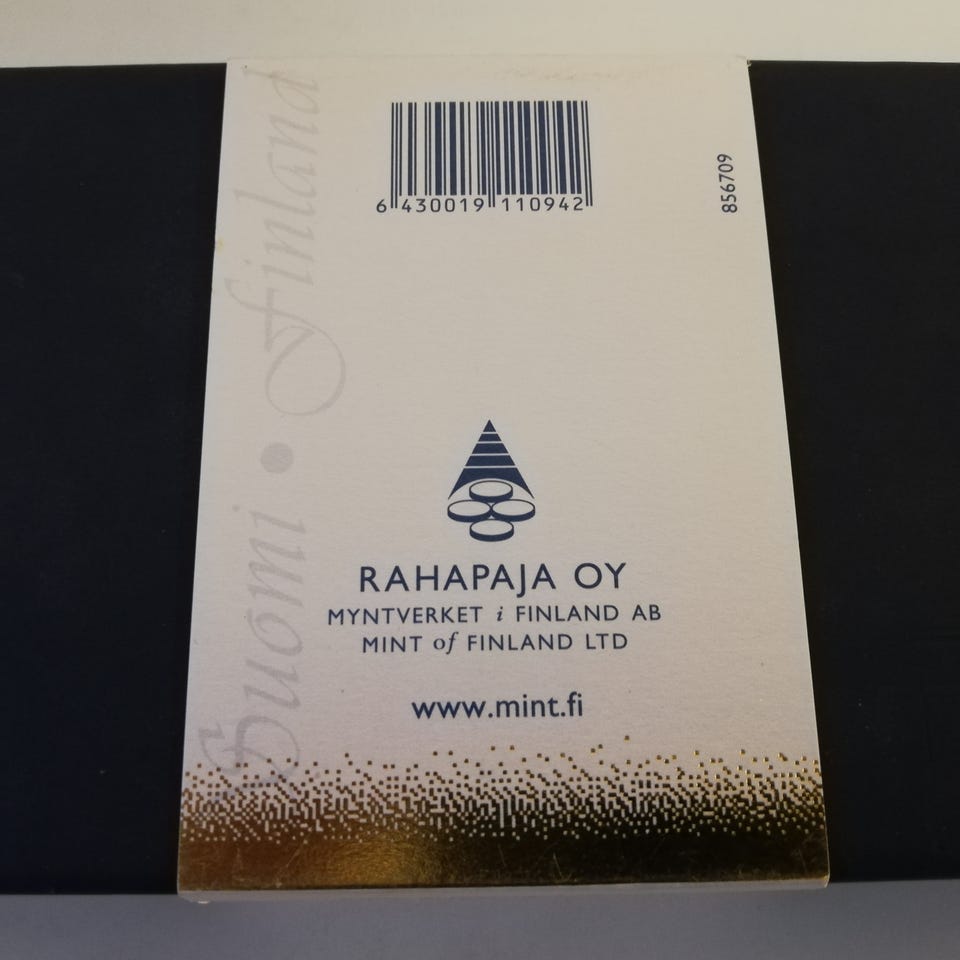 6 430019 110942
856709
Suomi • Finland
RAHAPAJA OY
MYNTVERKET i FINLAND AB
MINT of FINLAND LTD
www.mint.fi